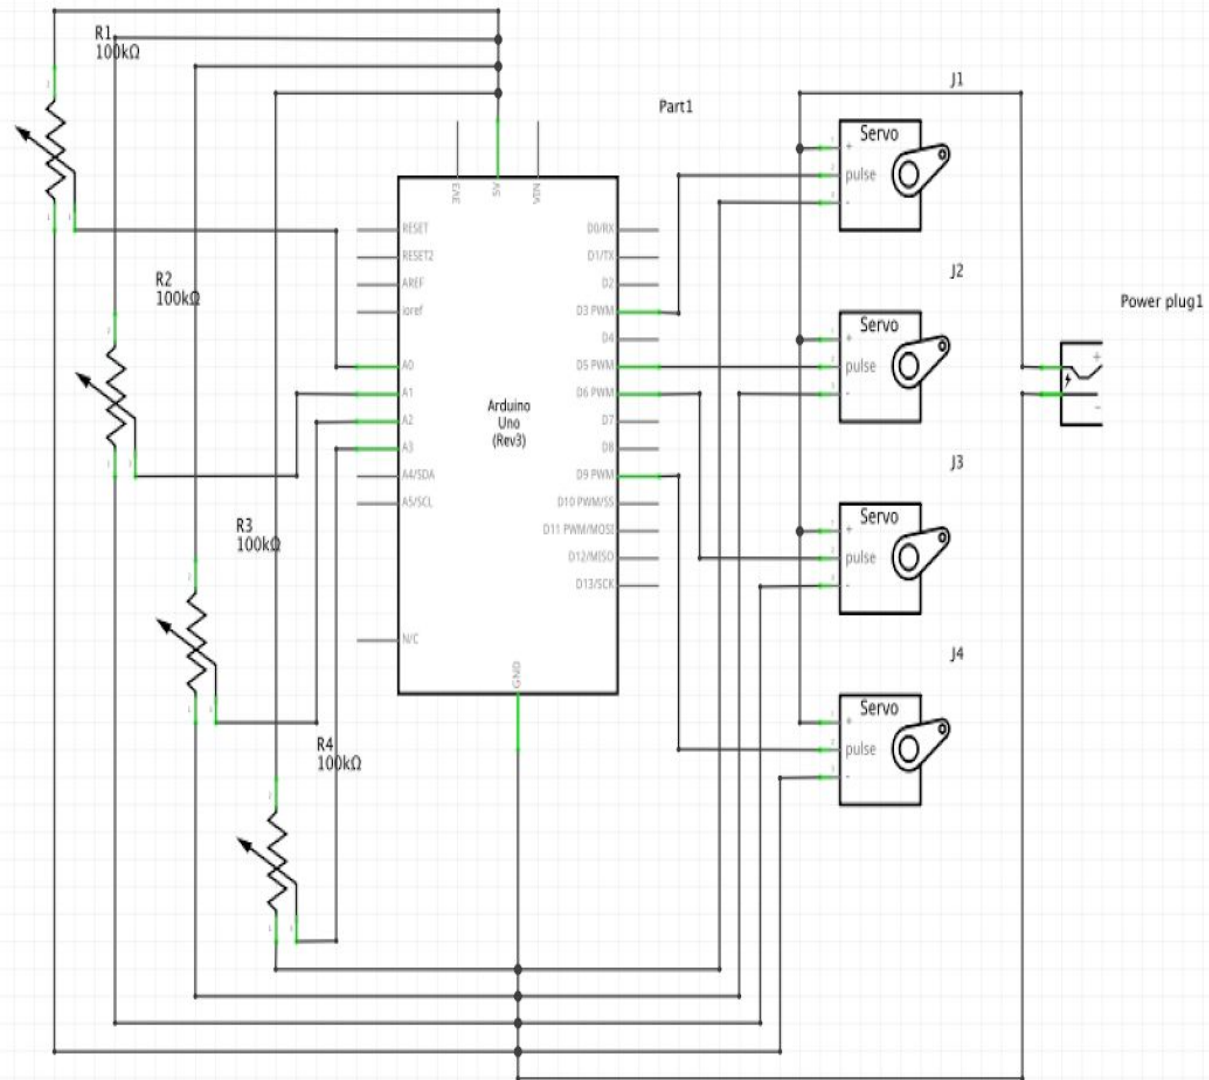 R1
100kΩ
R2
100kΩ
R3
100kΩ
R4
100kΩ
Part1
3V3
5V
VIN
RESET
RESET2
AREF
ioref
A0
A1
A2
A3
A4/SDA
A5/SCL
N/C
D0/RX
D1/TX
D2
D3 PWM
D4
D5 PWM
D6 PWM
D7
D8
D9 PWM
D10 PWM/SS
D11 PWM/MOSI
D12/MISO
D13/SCK
GND
Arduino
Uno
(Rev3)
J1
Servo
+
pulse
-
J2
Servo
+
pulse
-
J3
Servo
+
pulse
-
J4
Servo
+
pulse
-
Power plug1
+
-